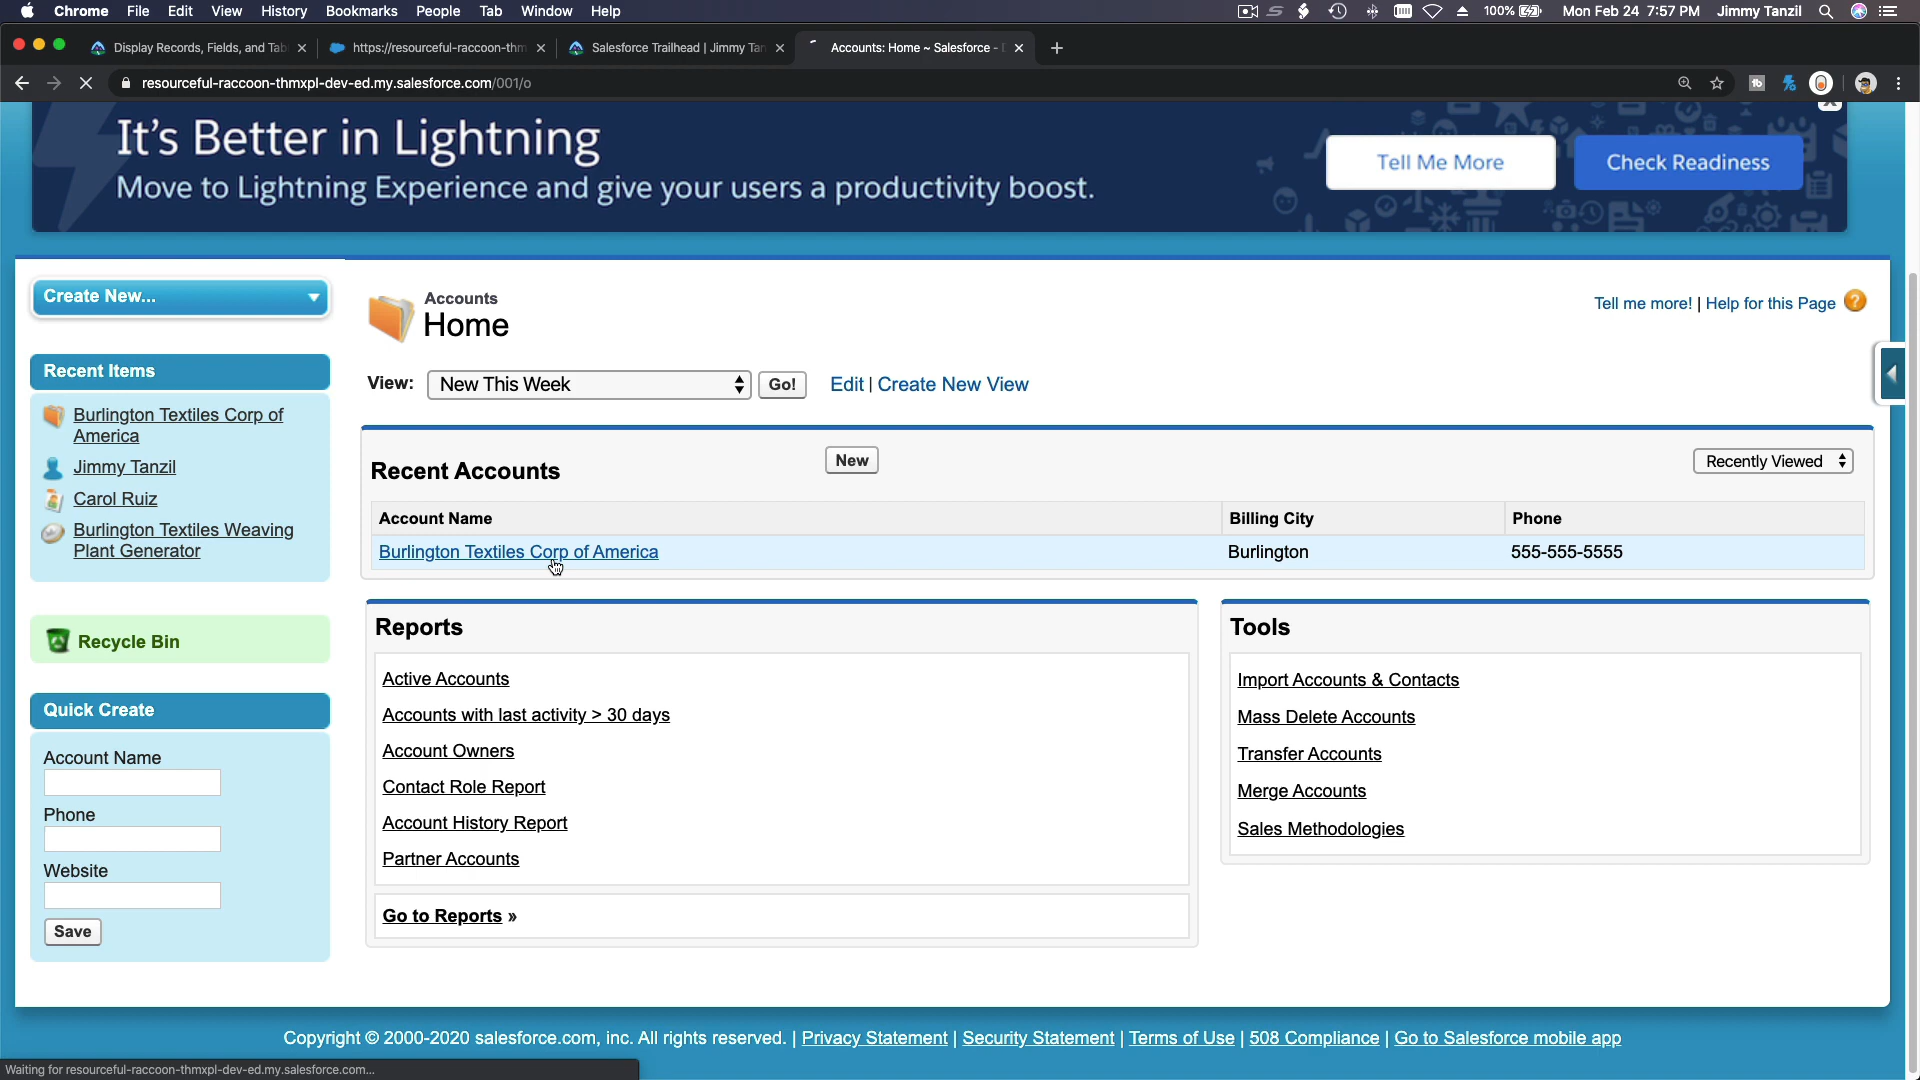 Chrome File Edit View History Bookmarks People Tab Window Help 100% Mon Feb 24 7:57 PM Jimmy Tanzil
Display Records, Fields, and Tab https://resourceful-raccoon-thm Salesforce Trailhead | Jimmy Tan Accounts: Home ~ Salesforce - D
resourceful-raccoon-thmxpl-dev-ed.my.salesforce.com/001/o
It's Better in Lightning
Move to Lightning Experience and give your users a productivity boost.
Tell Me More
Check Readiness
Create New...
Accounts
Home
Tell me more! | Help for this Page ?
Recent Items
Burlington Textiles Corp of
America
Jimmy Tanzil
Carol Ruiz
Burlington Textiles Weaving
Plant Generator
View: New This Week Go! Edit | Create New View
Recent Accounts New Recently Viewed
Account Name Billing City Phone
Burlington Textiles Corp of America Burlington 555-555-5555
Recycle Bin
Quick Create
Account Name
Phone
Website
Save
Reports
Active Accounts
Accounts with last activity > 30 days
Account Owners
Contact Role Report
Account History Report
Partner Accounts
Go to Reports »
Tools
Import Accounts & Contacts
Mass Delete Accounts
Transfer Accounts
Merge Accounts
Sales Methodologies
Copyright © 2000-2020 salesforce.com, inc. All rights reserved. | Privacy Statement | Security Statement | Terms of Use | 508 Compliance | Go to Salesforce mobile app
Waiting for resourceful-raccoon-thmxpl-dev-ed.my.salesforce.com...